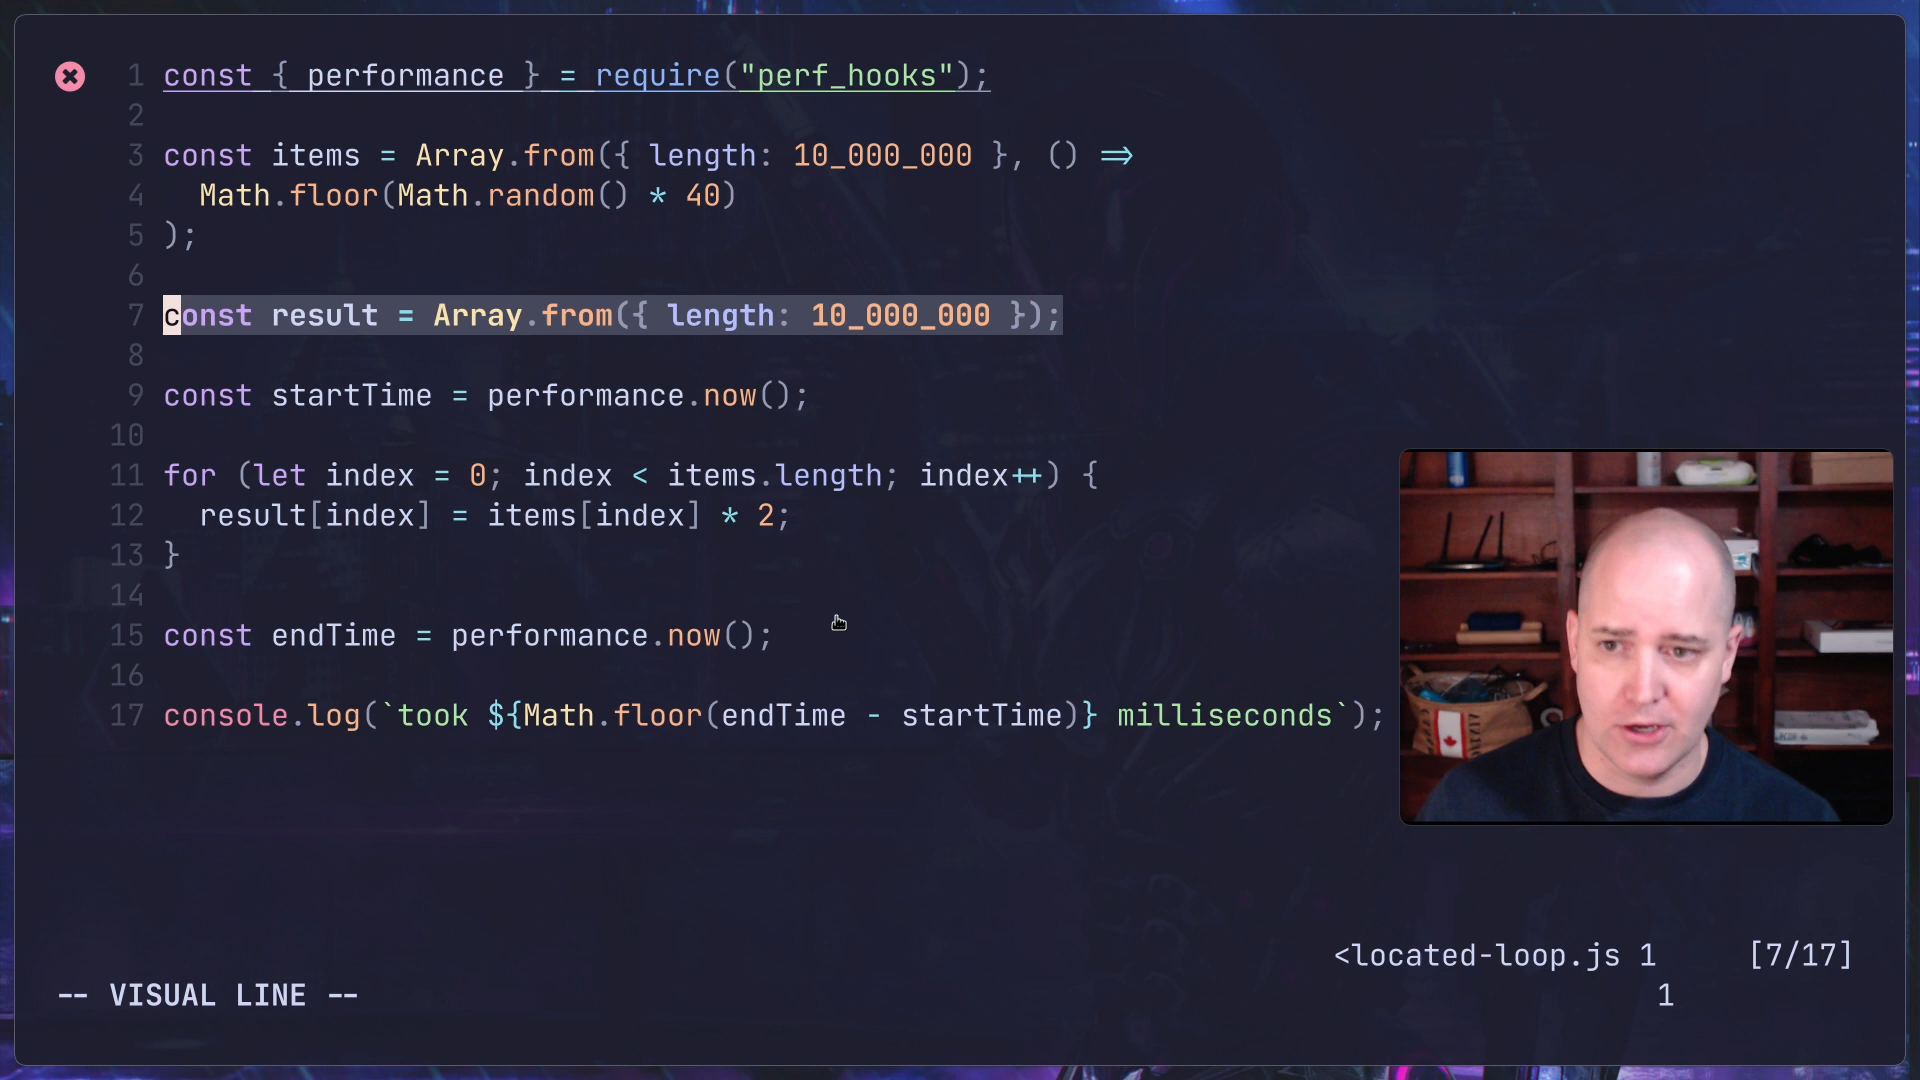 1 const { performance } = require("perf_hooks");
2
3 const items = Array.from({ length: 10_000_000 }, () =>
4   Math.floor(Math.random() * 40)
5 );
6
7 const result = Array.from({ length: 10_000_000 });
8
9 const startTime = performance.now();
10
11 for (let index = 0; index < items.length; index++) {
12   result[index] = items[index] * 2;
13 }
14
15 const endTime = performance.now();
16
17 console.log(`took ${Math.floor(endTime - startTime)} milliseconds`);
<located-loop.js 1 [7/17]
-- VISUAL LINE -- 1